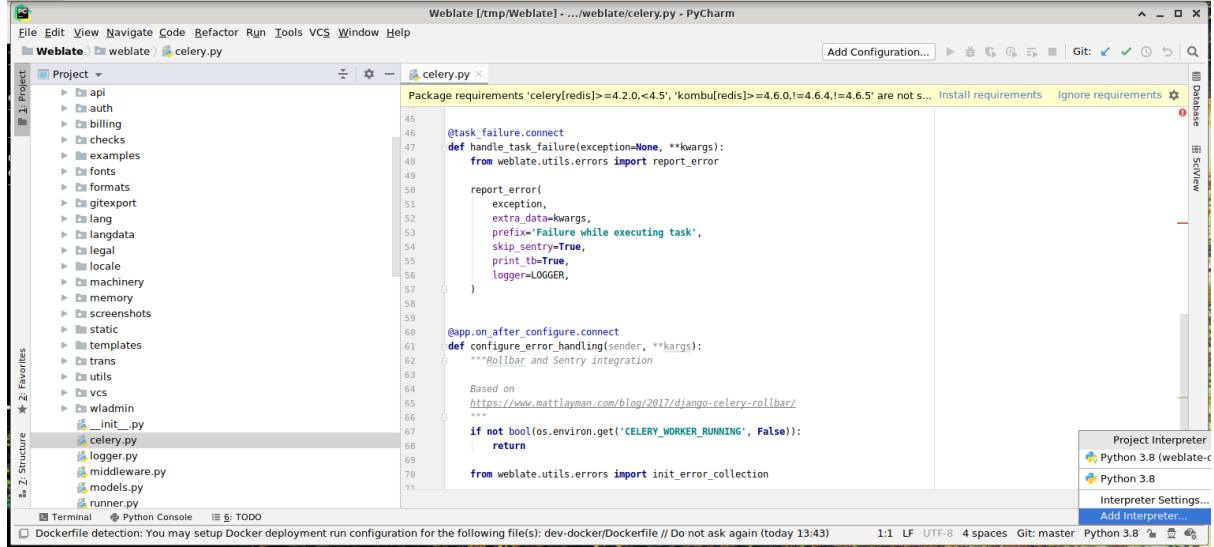 Weblate [/tmp/Weblate] - .../weblate/celery.py - PyCharm
File Edit View Navigate Code Refactor Run Tools VCS Window Help
Weblate weblate celery.py Add Configuration... Git:
1: Project
Project
celery.py
Package requirements 'celery[redis]>=4.2.0,<4.5', 'kombu[redis]>=4.6.0,!=4.6.4,!=4.6.5' are not s... Install requirements Ignore requirements
Database
SciView
api
auth
billing
checks
examples
fonts
formats
gitexport
lang
langdata
legal
locale
machinery
memory
screenshots
static
templates
trans
utils
vcs
wladmin
__init__.py
celery.py
logger.py
middleware.py
models.py
runner.py
2: Favorites
7: Structure
45
46 @task_failure.connect
47 def handle_task_failure(exception=None, **kwargs):
48 from weblate.utils.errors import report_error
49
50 report_error(
51 exception,
52 extra_data=kwargs,
53 prefix='Failure while executing task',
54 skip_sentry=True,
55 print_tb=True,
56 logger=LOGGER,
57 )
58
59
60 @app.on_after_configure.connect
61 def configure_error_handling(sender, **kargs):
62 """Rollbar and Sentry integration
63
64 Based on
65 https://www.mattlayman.com/blog/2017/django-celery-rollbar/
66 """
67 if not bool(os.environ.get('CELERY_WORKER_RUNNING', False)):
68 return
69
70 from weblate.utils.errors import init_error_collection
71
Project Interpreter
Python 3.8 (weblate-d
Python 3.8
Interpreter Settings...
Add Interpreter...
Terminal Python Console 6: TODO
Dockerfile detection: You may setup Docker deployment run configuration for the following file(s): dev-docker/Dockerfile // Do not ask again (today 13:43) 1:1 LF UTF-8 4 spaces Git: master Python 3.8